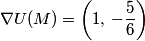 ∇U(M) = (1, −5/6)